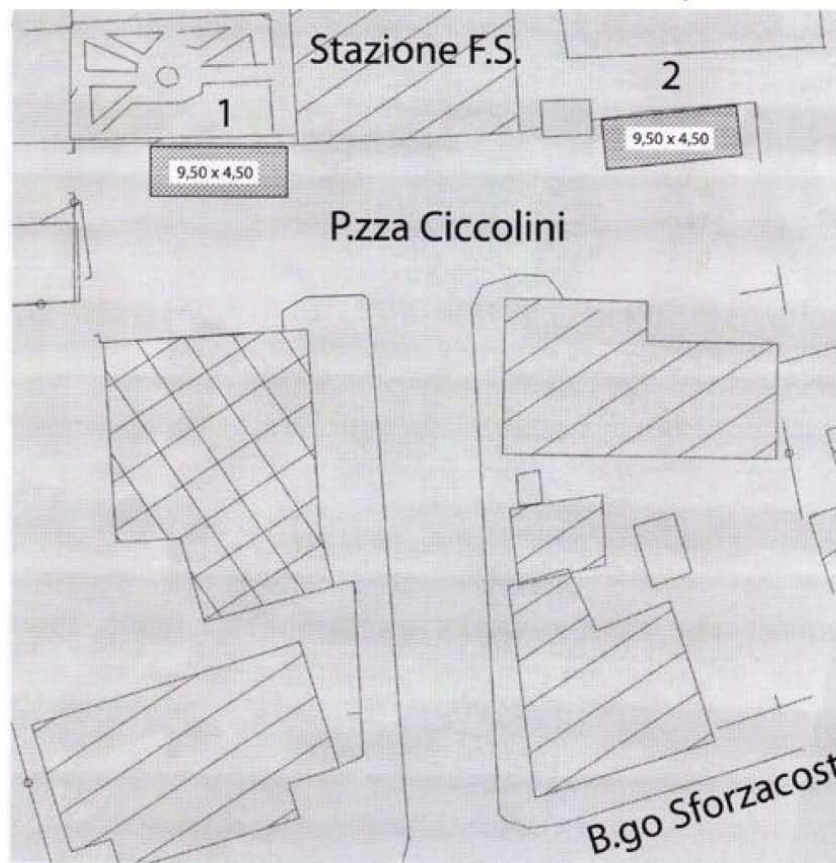 Stazione F.S.
1
2
9,50 x 4,50
9,50 x 4,50
P.zza Ciccolini
B.go Sforzacost